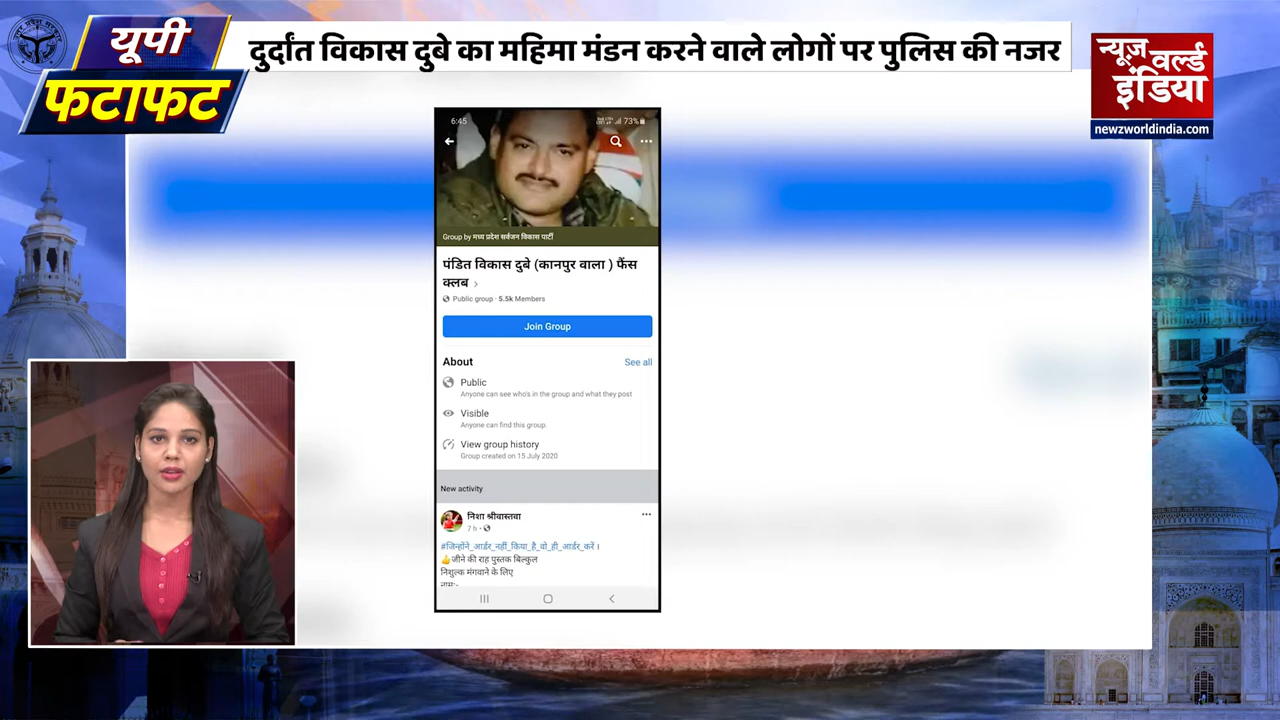 यूपी
फटाफट
दुर्दांत विकास दुबे का महिमा मंडन करने वाले लोगों पर पुलिस की नजर
न्यूज़
वर्ल्ड
इंडिया
newzworldindia.com
6:45
73%
Group by मध्य प्रदेश सर्वजन विकास पार्टी
पंडित विकास दुबे (कानपुर वाला ) फैंस
क्लब
Public group · 5.5k Members
Join Group
About
See all
Public
Anyone can see who's in the group and what they post
Visible
Anyone can find this group.
View group history
Group created on 15 July 2020
New activity
निशा श्रीवास्तवा
7 h
#जिन्होंने_आर्डर_नहीं_किया_है_वो_ही_आर्डर_करें ।
👍जीने की राह पुस्तक बिल्कुल
निशुल्क मंगवाने के लिए